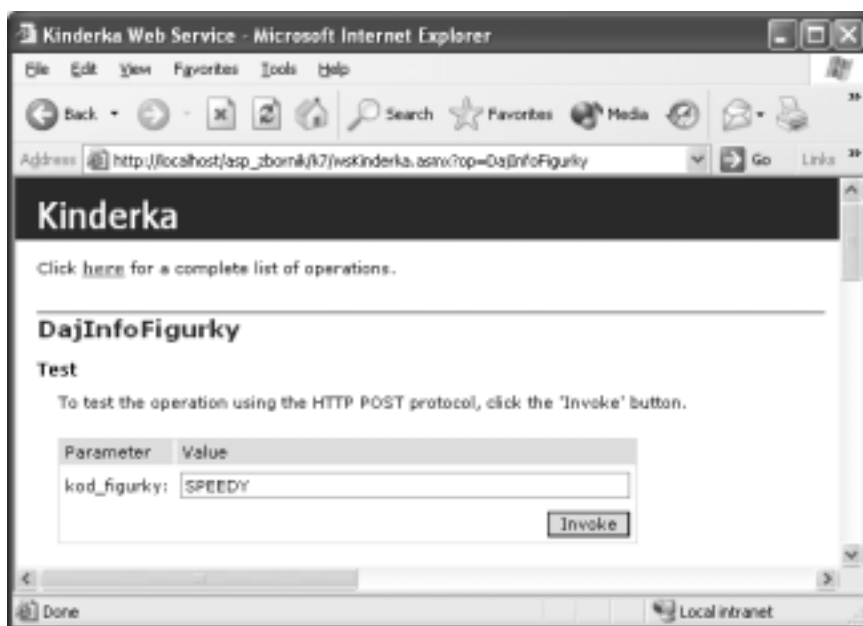 Kinderka Web Service - Microsoft Internet Explorer
File Edit View Favorites Tools Help
Back Search Favorites Media
Address http://localhost/asp_zbornik/k7/wsKinderka.asmx?op=DajInfoFigurky Go Links
Kinderka
Click here for a complete list of operations.
DajInfoFigurky
Test
To test the operation using the HTTP POST protocol, click the 'Invoke' button.
Parameter Value
kod_figurky: SPEEDY
Invoke
Done Local intranet